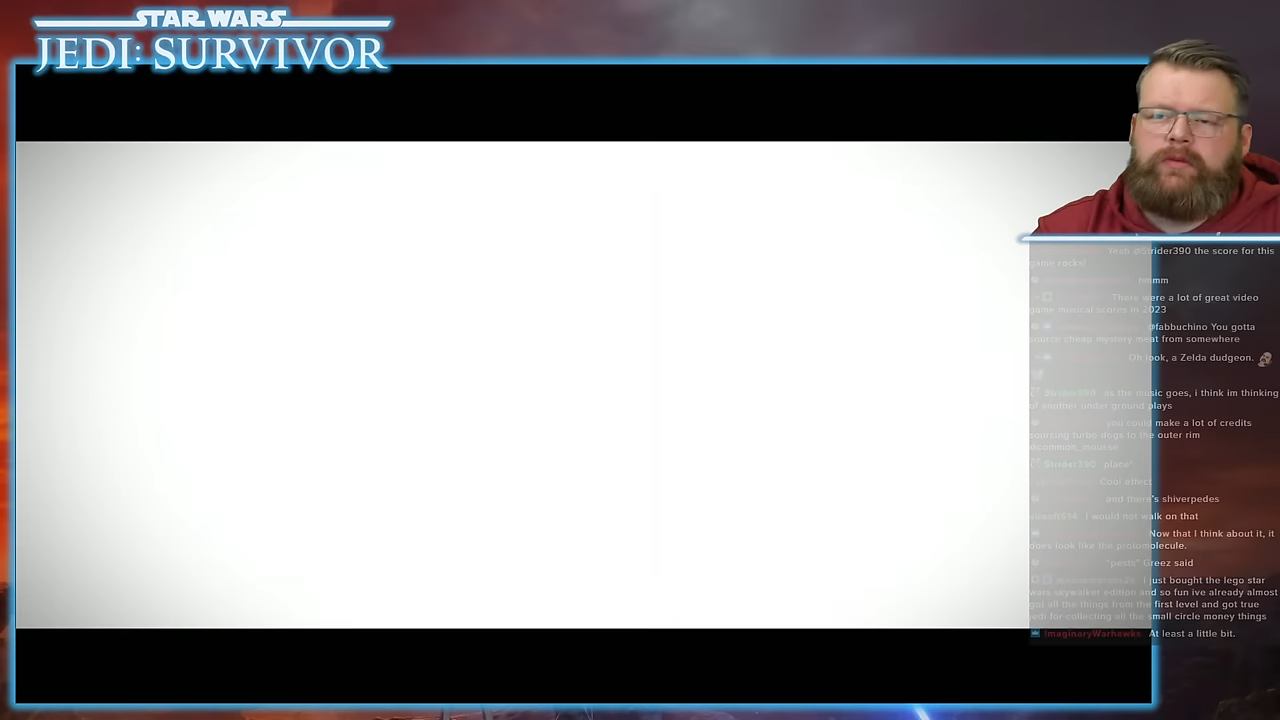 STAR WARS
JEDI: SURVIVOR
Yeah @Strider390 the score for this
game rocks!
hmmm
There were a lot of great video
game musical scores in 2023
@fabbuchino You gotta
source cheap mystery meat from somewhere
Oh look, a Zelda dudgeon.
Strider390 as the music goes, i think im thinking
of another under ground plays
you could make a lot of credits
soursing turbo dogs to the outer rim
Strider390 place*
Cool effect
and there's shiverpedes
I would not walk on that
Now that I think about it, it
does look like the protomolecule.
"pests" Greez said
i just bought the lego star
wars skywalker edition and so fun ive already almost
got all the things from the first level and got true
jedi for collecting all the small circle money things
ImaginaryWarhawks At least a little bit.